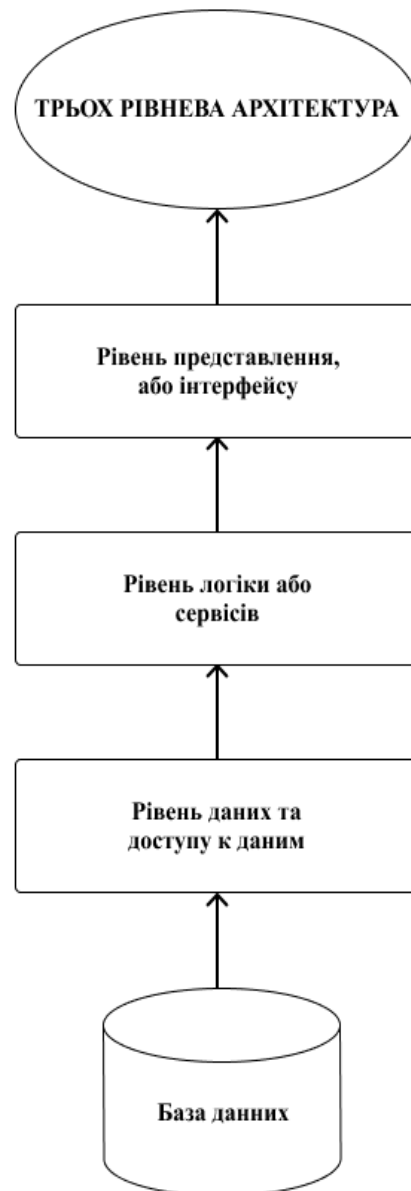 ТРЬОХ РІВНЕВА АРХІТЕКТУРА
Рівень представлення,
або інтерфейсу
Рівень логіки або
сервісів
Рівень даних та
доступу к даним
База данних